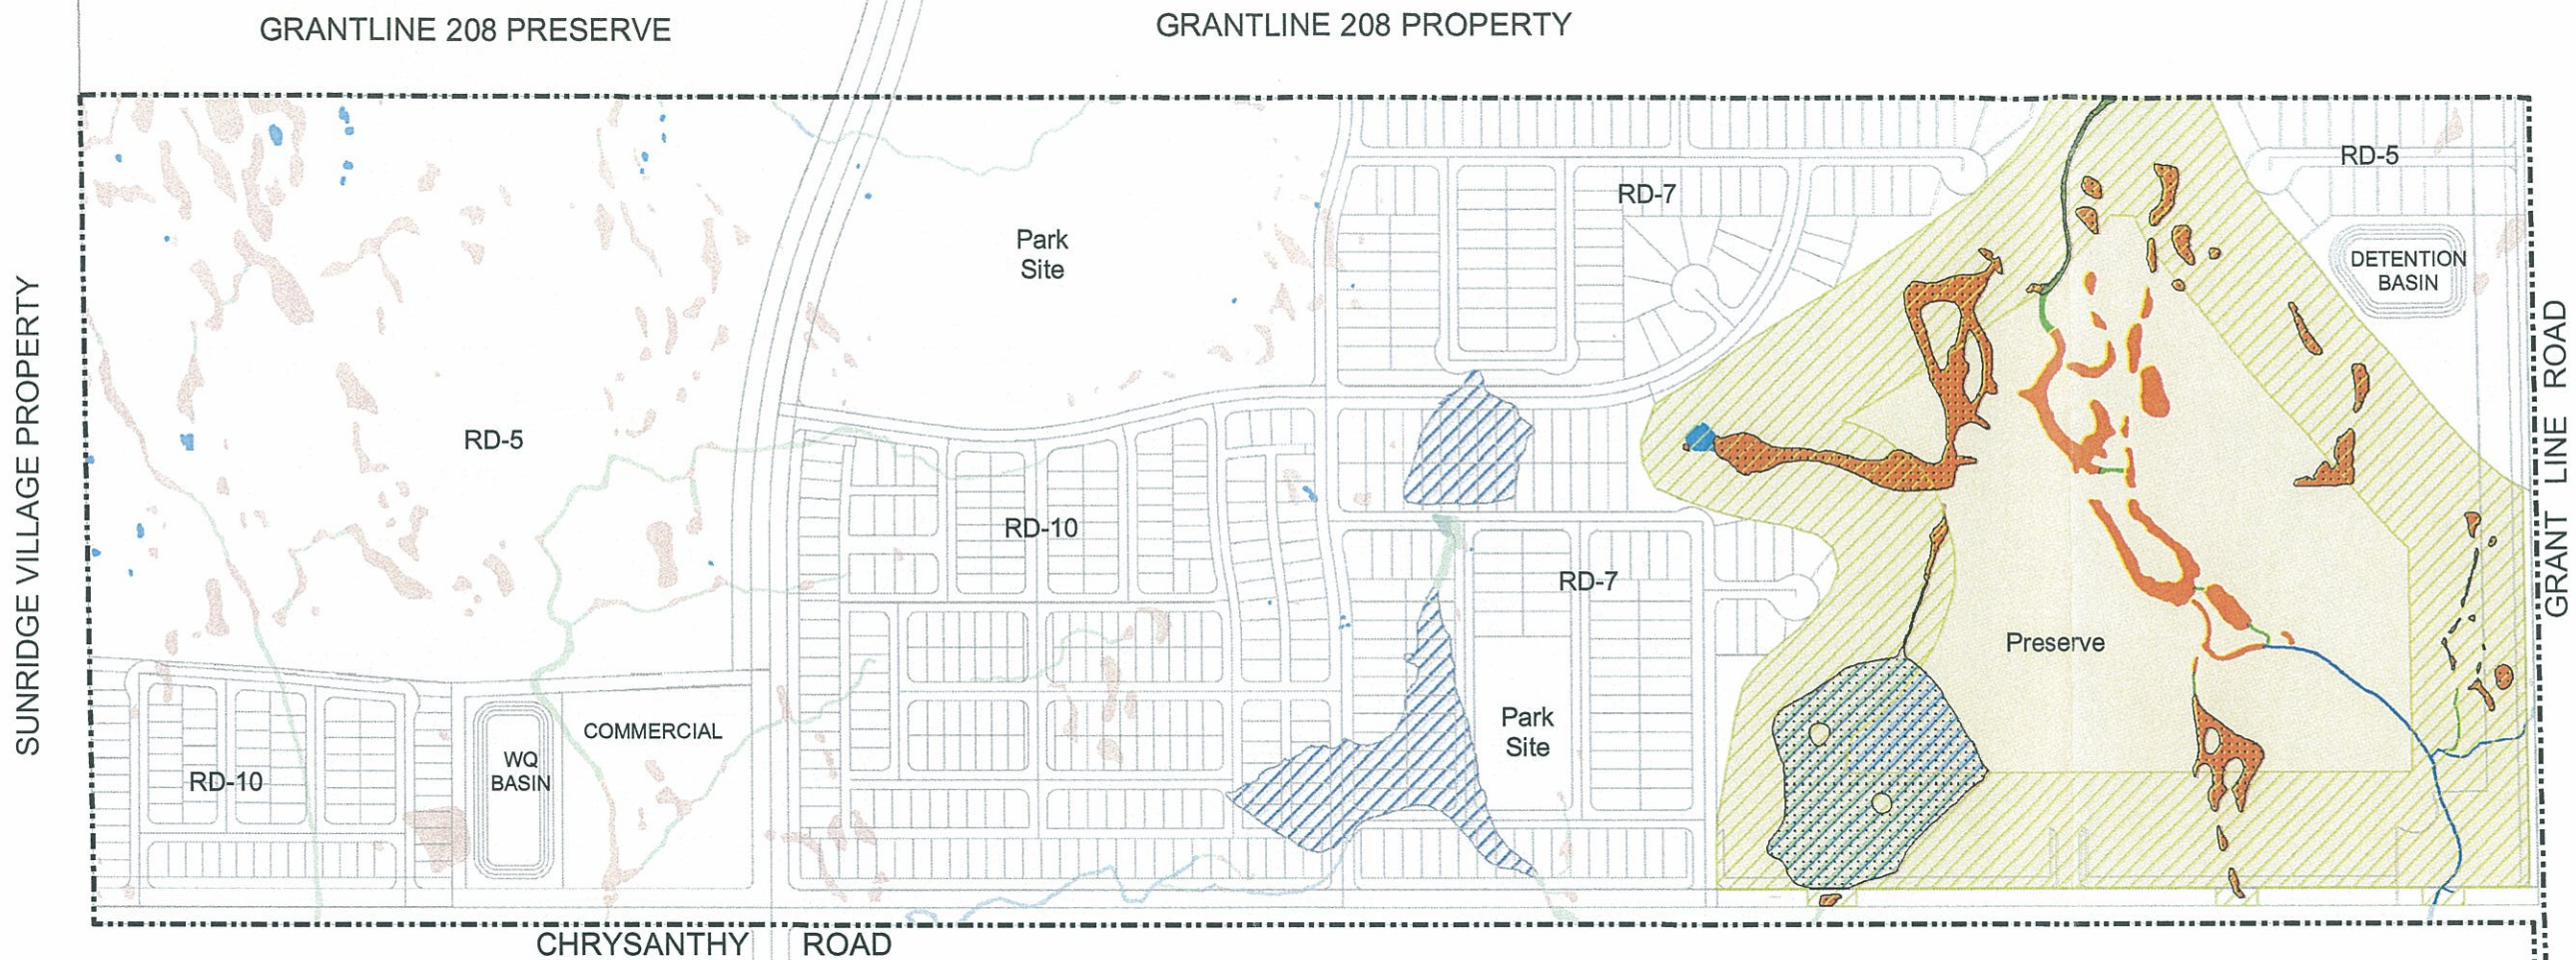 GRANTLINE 208 PRESERVE
GRANTLINE 208 PROPERTY
SUNRIDGE VILLAGE PROPERTY
RD-5
Park
Site
RD-7
RD-5
DETENTION
BASIN
GRANT LINE ROAD
RD-10
RD-7
Preserve
RD-10
WQ
BASIN
COMMERCIAL
Park
Site
CHRYSANTHY ROAD